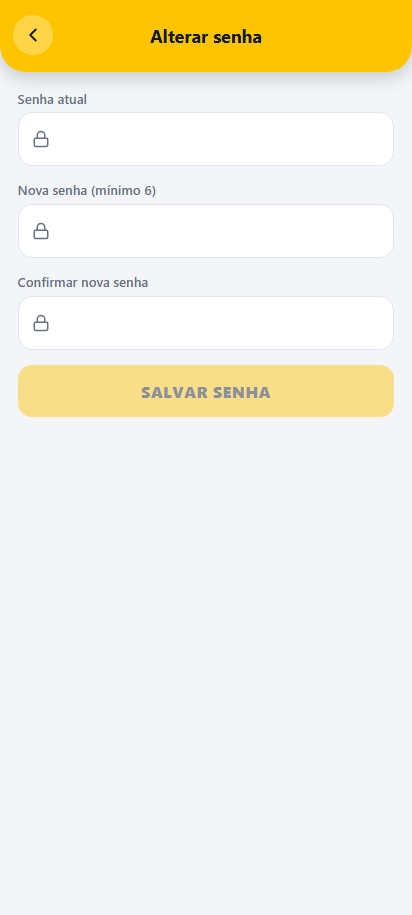 Alterar senha
Senha atual
Nova senha (mínimo 6)
Confirmar nova senha
SALVAR SENHA